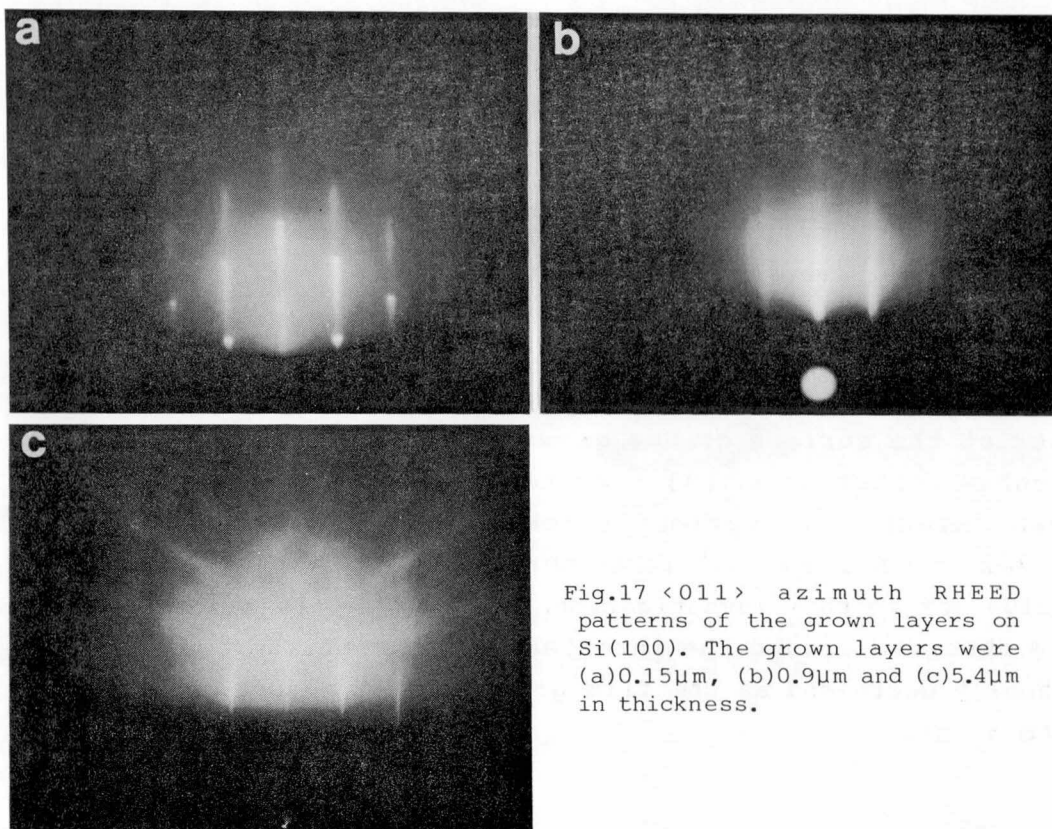 a
b
c
Fig.17 <011> azimuth RHEED
patterns of the grown layers on
Si(100). The grown layers were
(a)0.15μm, (b)0.9μm and (c)5.4μm
in thickness.